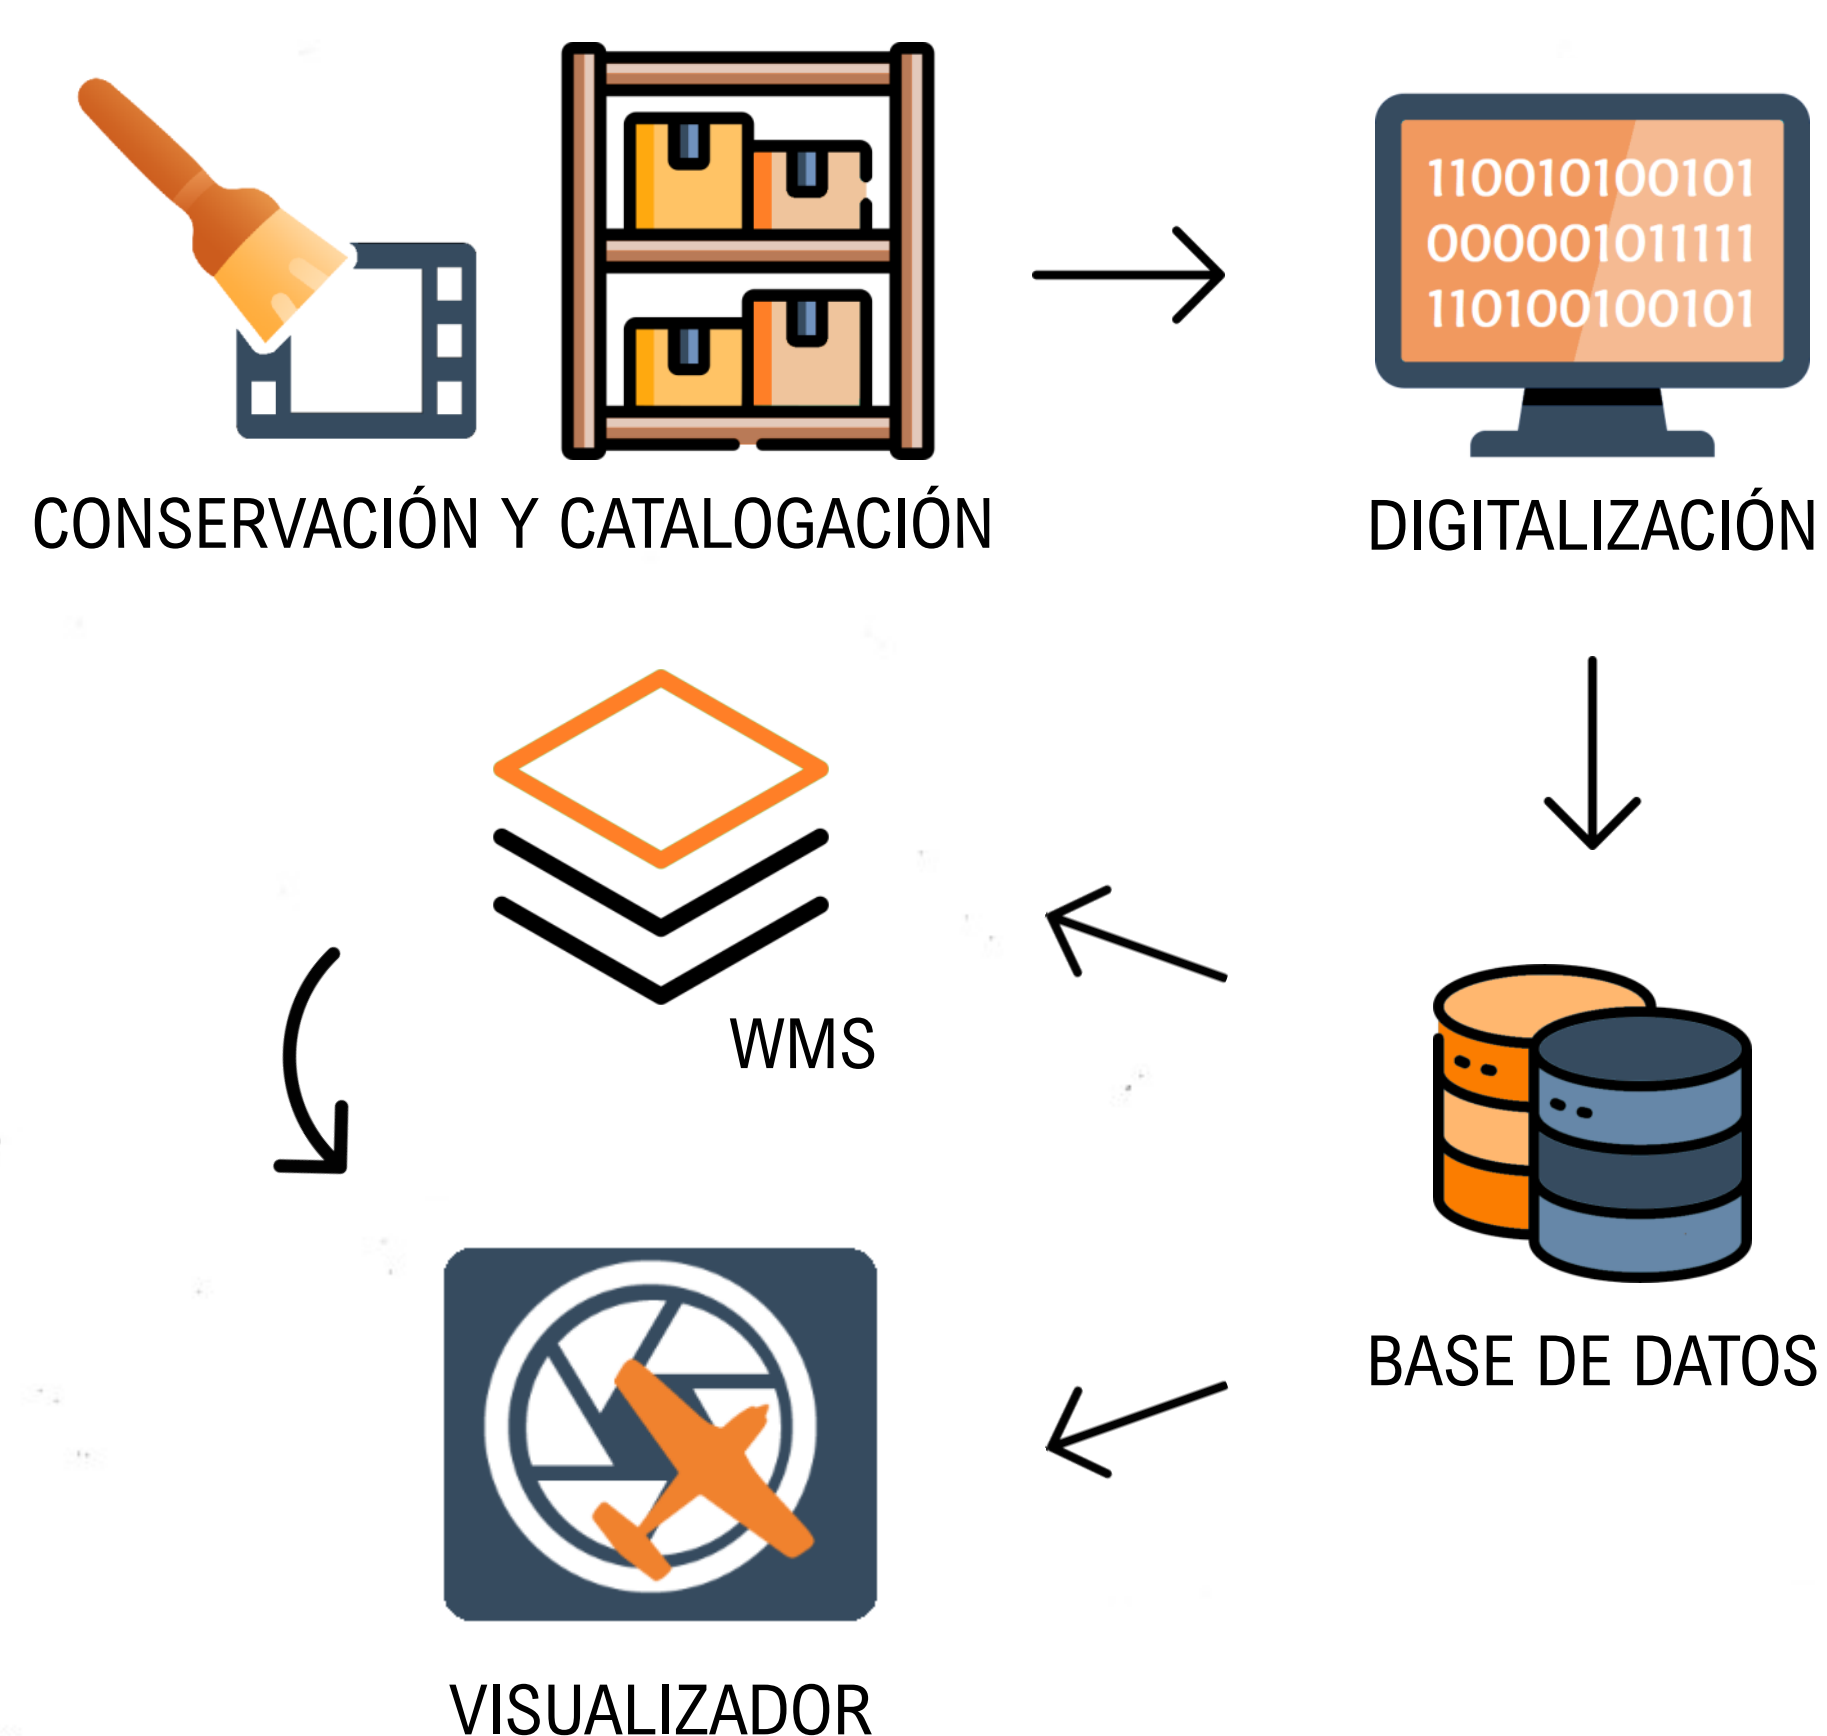 110010100101
000001011111
110100100101
CONSERVACIÓN Y CATALOGACIÓN
DIGITALIZACIÓN
WMS
BASE DE DATOS
VISUALIZADOR